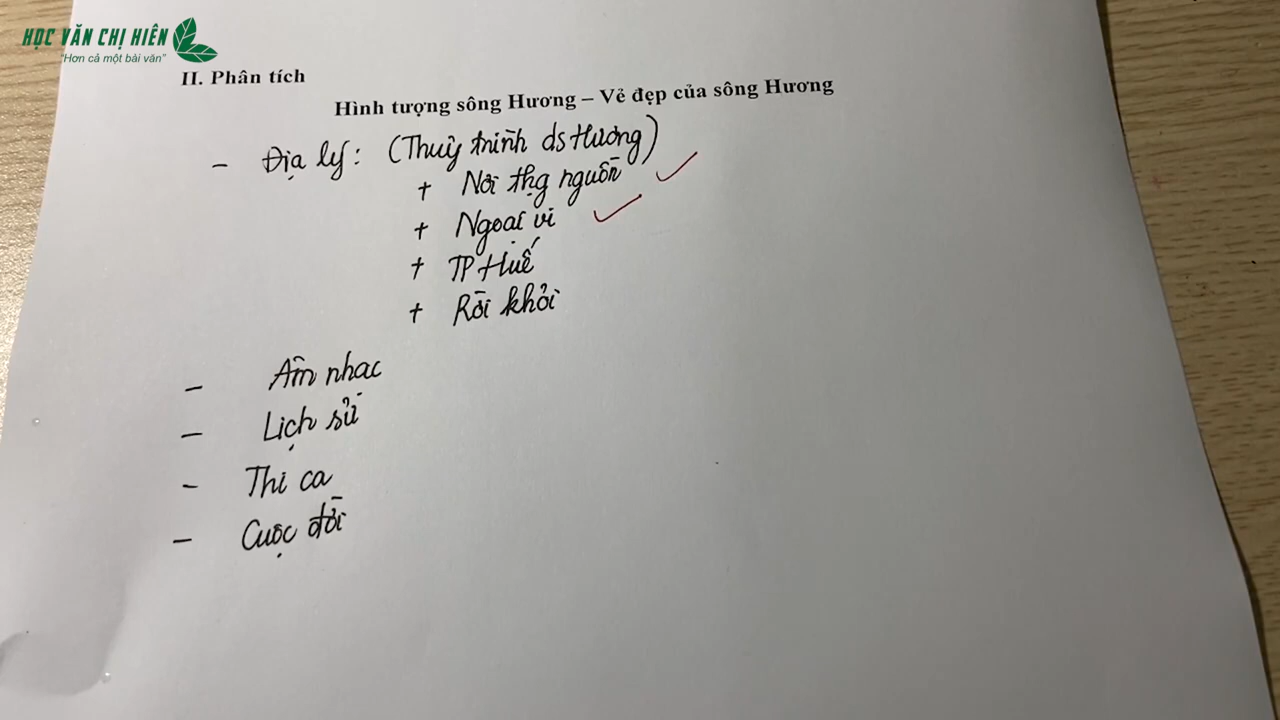 HỌC VĂN CHỊ HIÊN
"Hơn cả một bài văn"
II. Phân tích
Hình tượng sông Hương – Vẻ đẹp của sông Hương
- Địa lý: (Thuỷ trình ds Hương)
+ Nơi thg nguồn
+ Ngoại vi
+ TP Huế
+ Rời khỏi
- Âm nhạc
- Lịch sử
- Thi ca
- Cuộc đời